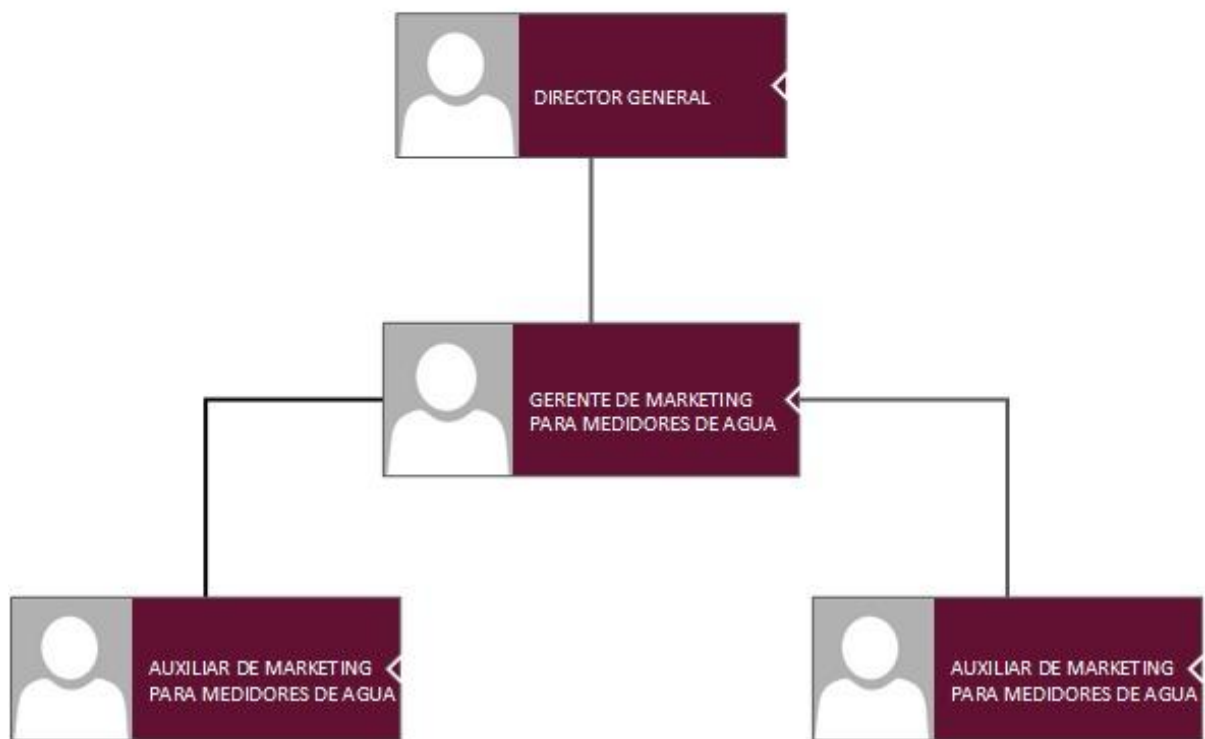 DIRECTOR GENERAL
GERENTE DE MARKETING
PARA MEDIDORES DE AGUA
AUXILIAR DE MARKETING
PARA MEDIDORES DE AGUA
AUXILIAR DE MARKETING
PARA MEDIDORES DE AGUA